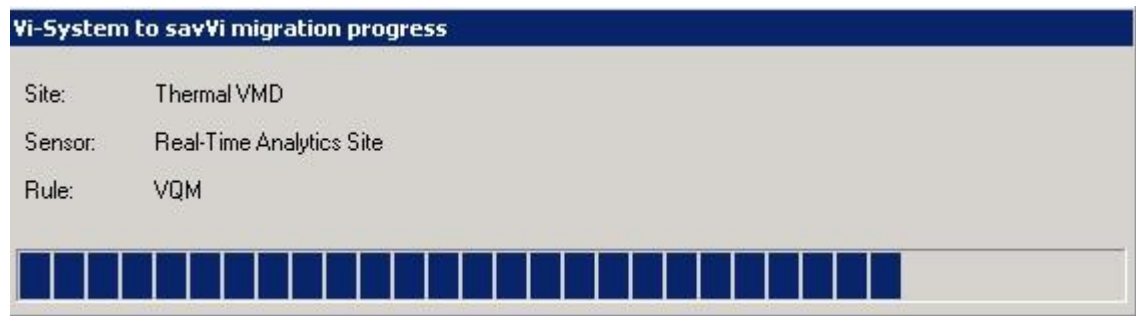 Vi-System to savVi migration progress
Site: Thermal VMD
Sensor: Real-Time Analytics Site
Rule: VQM